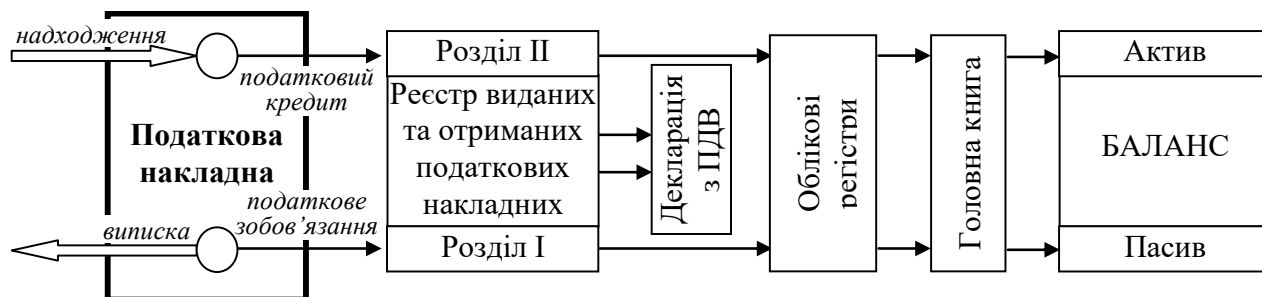 надходження
податковий
кредит
Податкова
накладна
податкове
зобов’язання
виписка
Розділ ІІ
Реєстр виданих
та отриманих
податкових
накладних
Розділ І
Декларація
з ПДВ
Облікові
регістри
Головна книга
Актив
БАЛАНС
Пасив